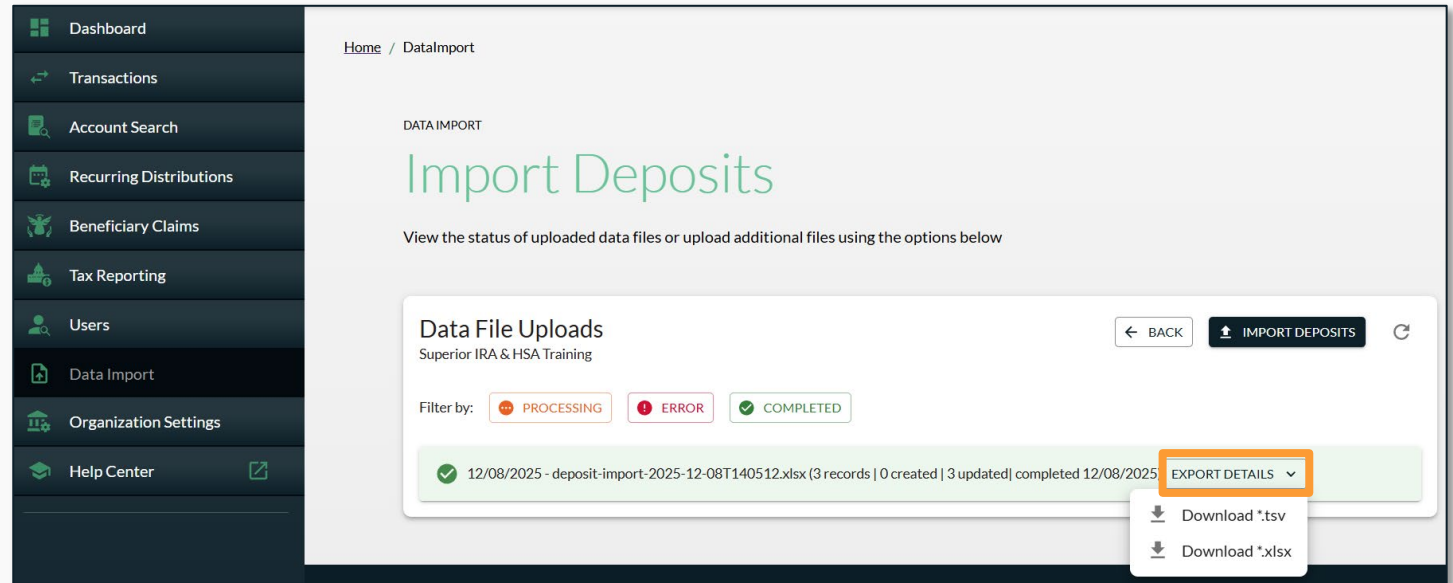 Dashboard
Transactions
Account Search
Recurring Distributions
Beneficiary Claims
Tax Reporting
Users
Data Import
Organization Settings
Help Center
Home / DataImport
DATA IMPORT
Import Deposits
View the status of uploaded data files or upload additional files using the options below
Data File Uploads
Superior IRA & HSA Training
BACK
IMPORT DEPOSITS
Filter by: PROCESSING ERROR COMPLETED
12/08/2025 - deposit-import-2025-12-08T140512.xlsx (3 records | 0 created | 3 updated| completed 12/08/2025) EXPORT DETAILS
Download *.tsv
Download *.xlsx